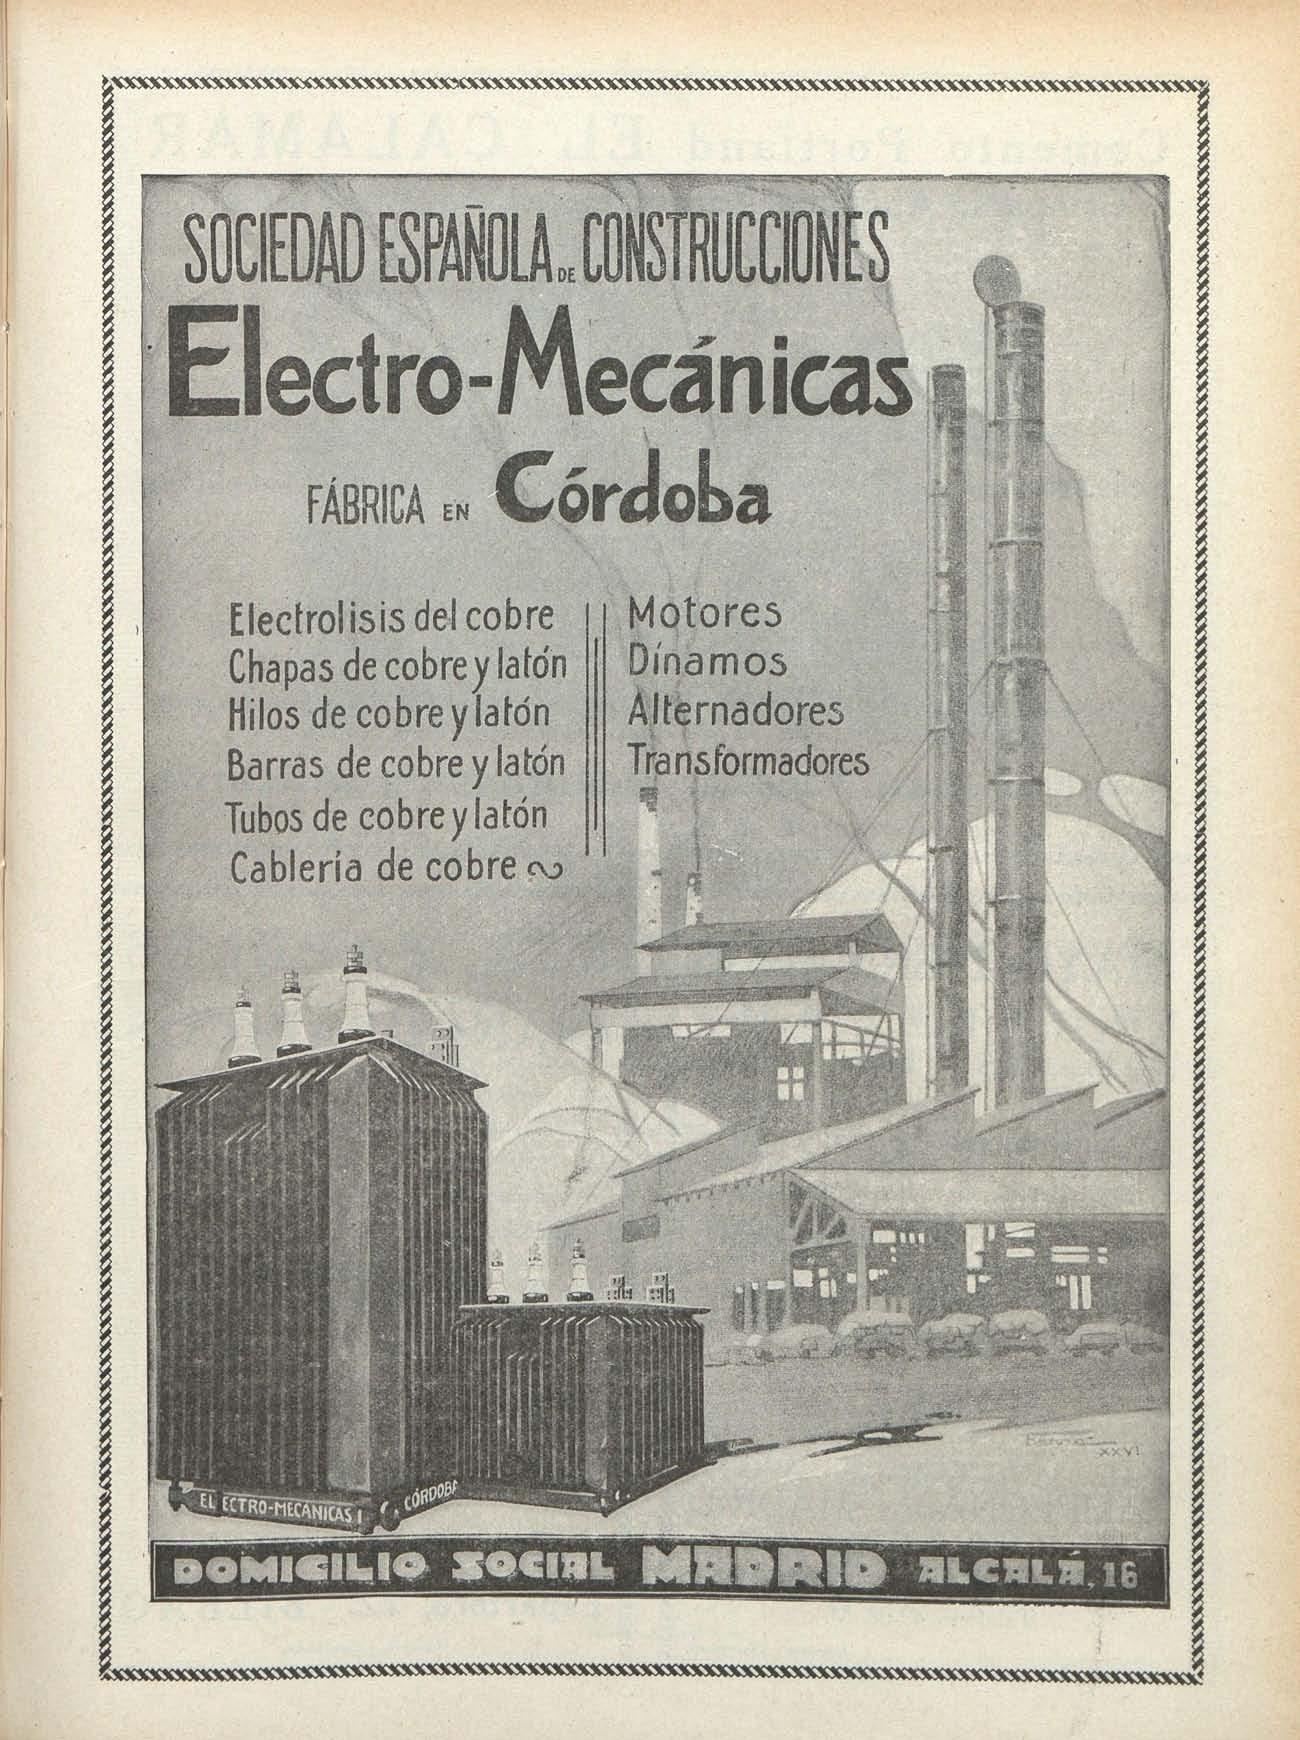 SOCIEDAD ESPAÑOLA DE CONSTRUCCIONES
Electro-Mecánicas
FÁBRICA EN Córdoba
Electrolisis del cobre
Chapas de cobre y latón
Hilos de cobre y latón
Barras de cobre y latón
Tubos de cobre y latón
Cablería de cobre
Motores
Dínamos
Alternadores
Transformadores
XXVI
ELECTRO-MECÁNICAS
CÓRDOBA
DOMICILIO SOCIAL MADRID ALCALÁ, 16